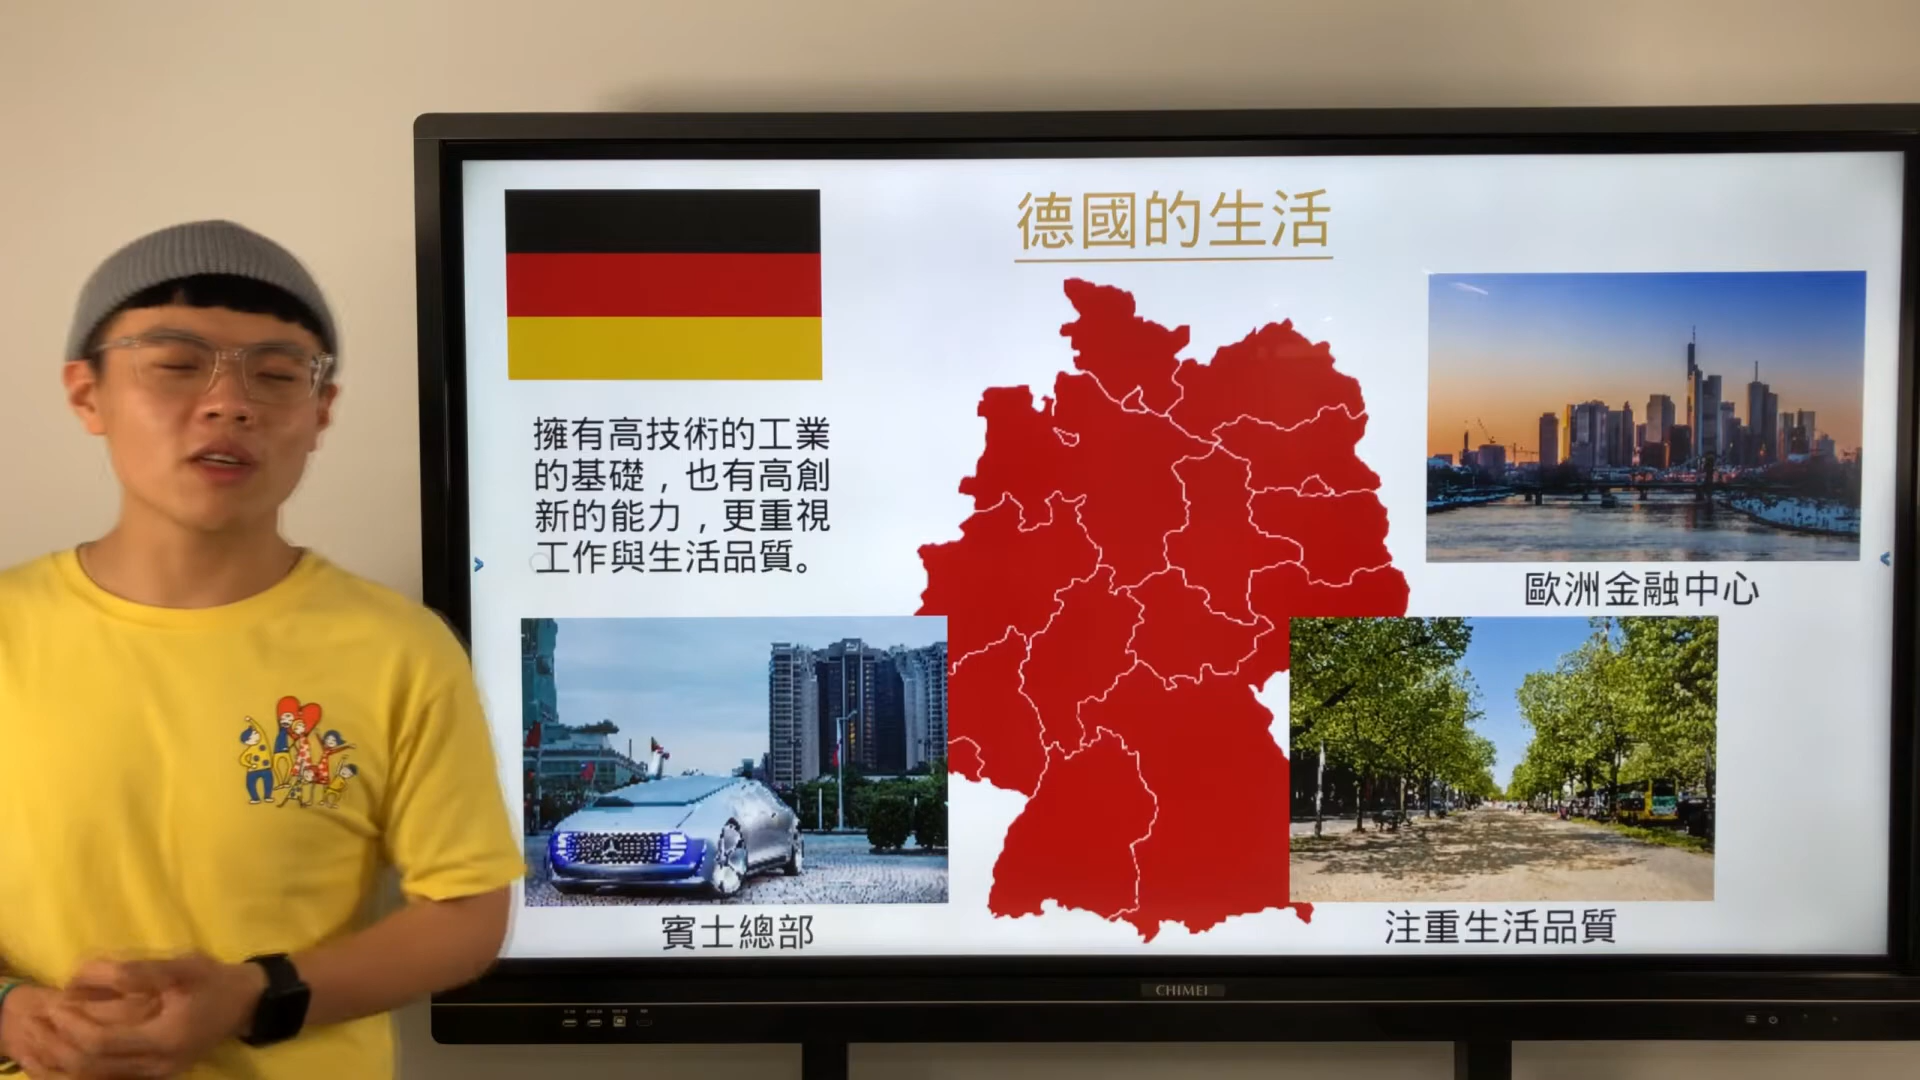 德國的生活
擁有高技術的工業
的基礎，也有高創
新的能力，更重視
工作與生活品質。
歐洲金融中心
賓士總部
注重生活品質
CHIMEI